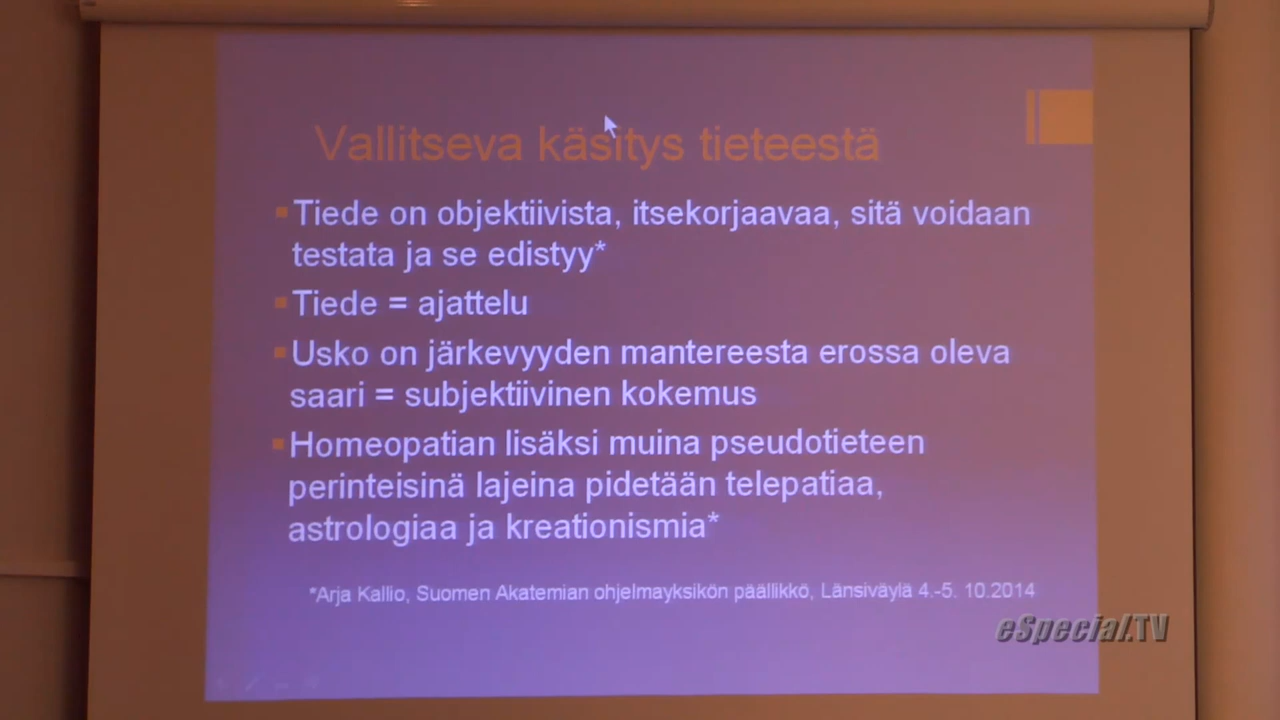 Vallitseva käsitys tieteestä
Tiede on objektiivista, itsekorjaavaa, sitä voidaan
testata ja se edistyy*
Tiede = ajattelu
Usko on järkevyyden mantereesta erossa oleva
saari = subjektiivinen kokemus
Homeopatian lisäksi muina pseudotieteen
perinteisinä lajeina pidetään telepatiaa,
astrologiaa ja kreationismia*
*Arja Kallio, Suomen Akatemian ohjelmayksikön päällikkö, Länsiväylä 4.-5. 10.2014
eSpecial.TV